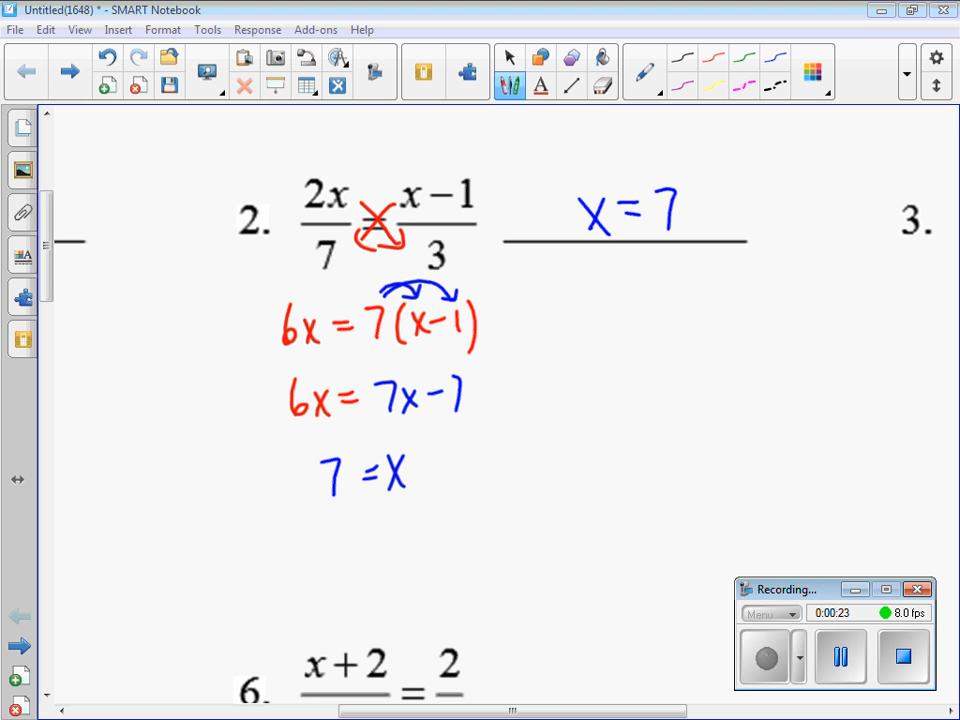 Untitled(1648) * - SMART Notebook
File Edit View Insert Format Tools Response Add-ons Help
2. 2x/7 = x-1/3
x = 7
3.
6x = 7(x-1)
6x = 7x-7
7 = x
Recording...
Menu 0:00:23 8.0 fps
6. x+2 = 2